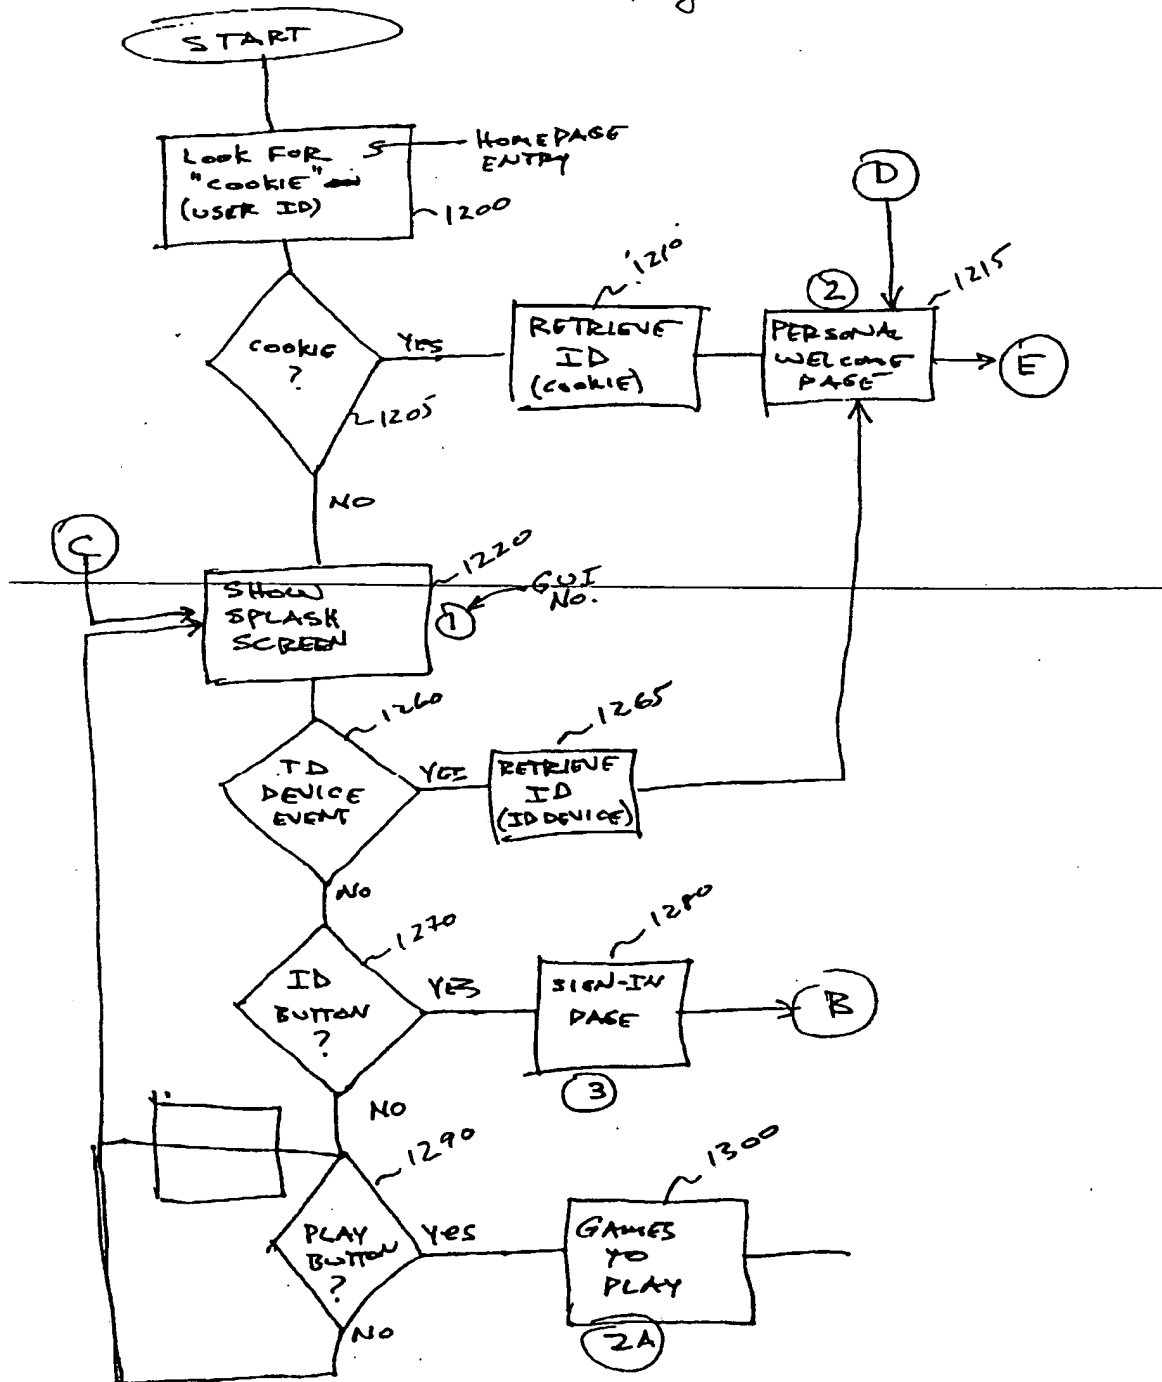 START
LOOK FOR
"COOKIE"
(USER ID)
HOMEPAGE
ENTRY
1200
D
1210
2
1215
COOKIE
?
YES
RETRIEVE
ID
(COOKIE)
PERSONAL
WELCOME
PAGE
E
1205
NO
C
1220
SHOW
SPLASH
SCREEN
1
GUI
NO.
1260
1265
ID
DEVICE
EVENT
YES
RETRIEVE
ID
(ID DEVICE)
NO
1270
1280
ID
BUTTON
?
YES
SIGN-IN
PAGE
B
3
NO
1290
1300
PLAY
BUTTON
?
YES
GAMES
TO
PLAY
NO
2A